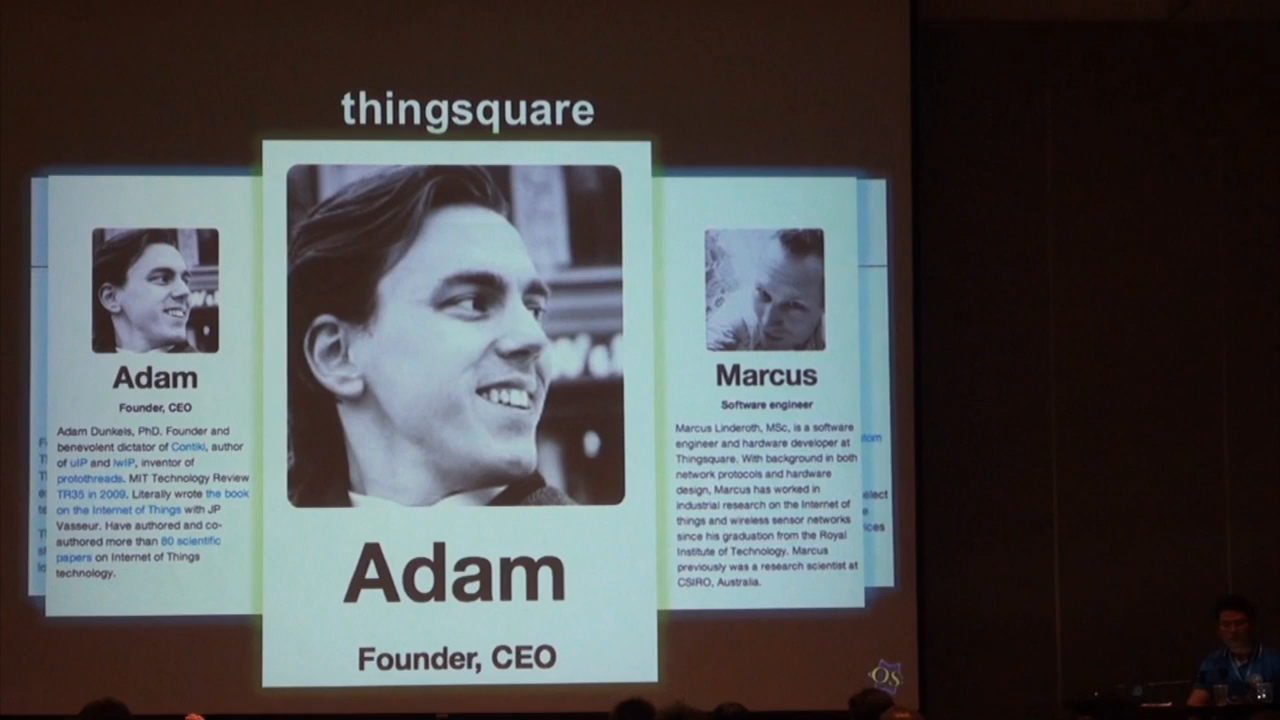 thingsquare
Adam
Founder, CEO
Adam Dunkels, PhD. Founder and
benevolent dictator of Contiki, author
of uIP and lwIP, inventor of
protothreads. MIT Technology Review
TR35 in 2009. Literally wrote the book
on the Internet of Things with JP
Vasseur. Have authored and co-
authored more than 80 scientific
papers on Internet of Things
technology.
Adam
Founder, CEO
Marcus
Software engineer
Marcus Linderoth, MSc, is a software
engineer and hardware developer at
Thingsquare. With background in both
network protocols and hardware
design, Marcus has worked in
industrial research on the Internet of
things and wireless sensor networks
since his graduation from the Royal
Institute of Technology. Marcus
previously was a research scientist at
CSIRO, Australia.
OS